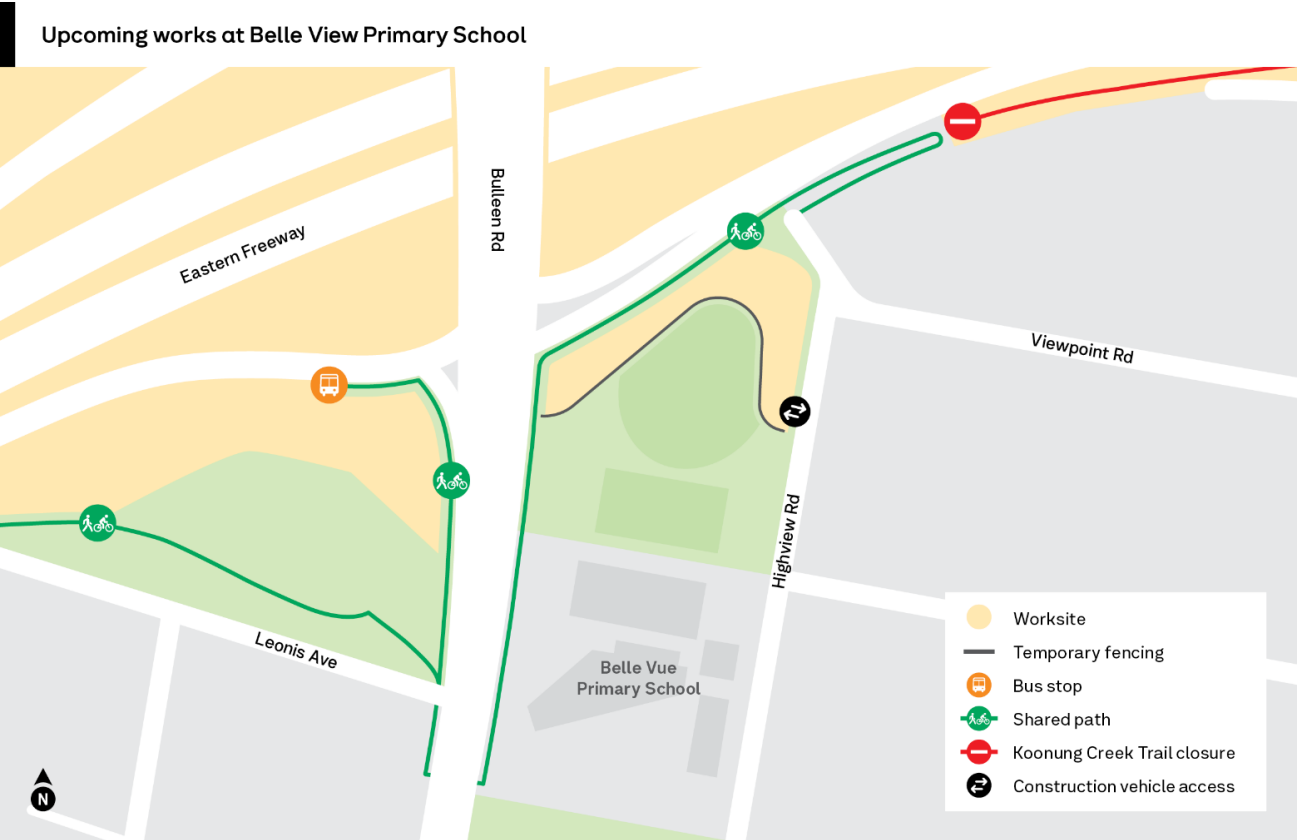 Upcoming works at Belle View Primary School
Bulleen Rd
Eastern Freeway
Viewpoint Rd
Highview Rd
Leonis Ave
Belle Vue
Primary School
Worksite
Temporary fencing
Bus stop
Shared path
Koonung Creek Trail closure
Construction vehicle access
N